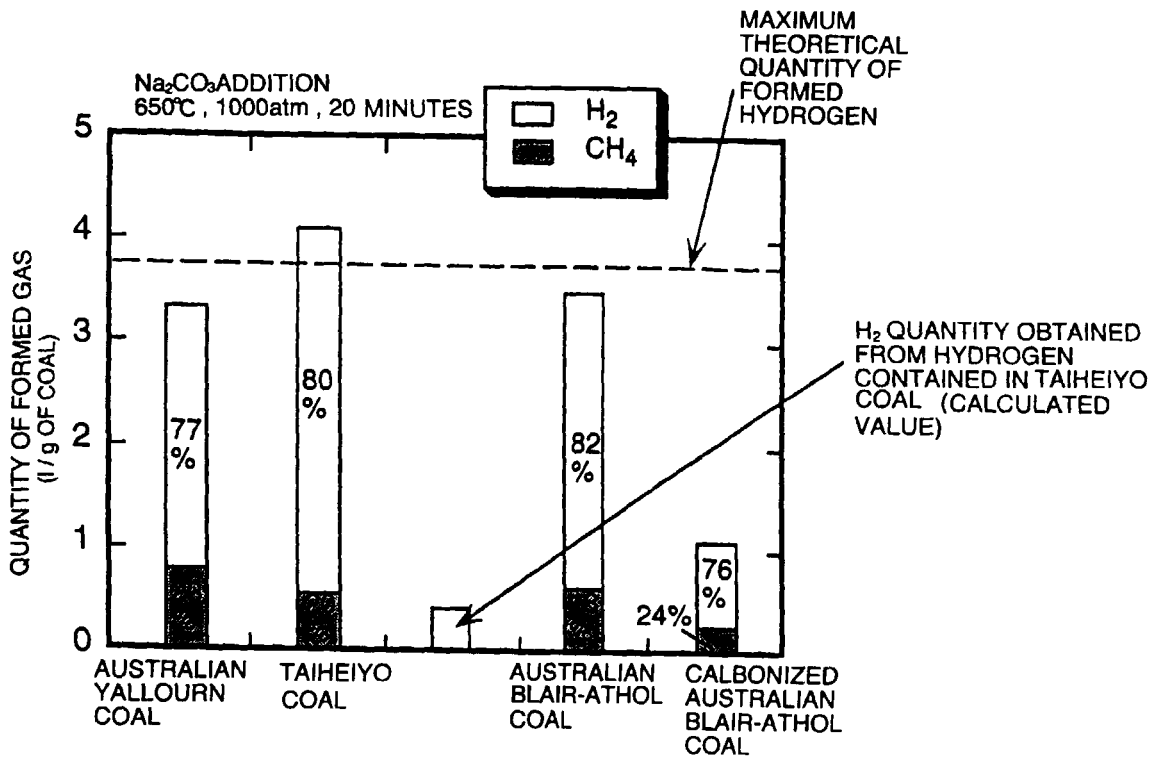 MAXIMUM
THEORETICAL
QUANTITY OF
FORMED
HYDROGEN
Na₂CO₃ADDITION
650℃ , 1000atm , 20 MINUTES
H₂
CH₄
5
4
3
2
1
0
QUANTITY OF FORMED GAS
(l / g OF COAL)
77
%
80
%
82
%
76
%
24%
H₂ QUANTITY OBTAINED
FROM HYDROGEN
CONTAINED IN TAIHEIYO
COAL (CALCULATED
VALUE)
AUSTRALIAN
YALLOURN
COAL
TAIHEIYO
COAL
AUSTRALIAN
BLAIR-ATHOL
COAL
CALBONIZED
AUSTRALIAN
BLAIR-ATHOL
COAL